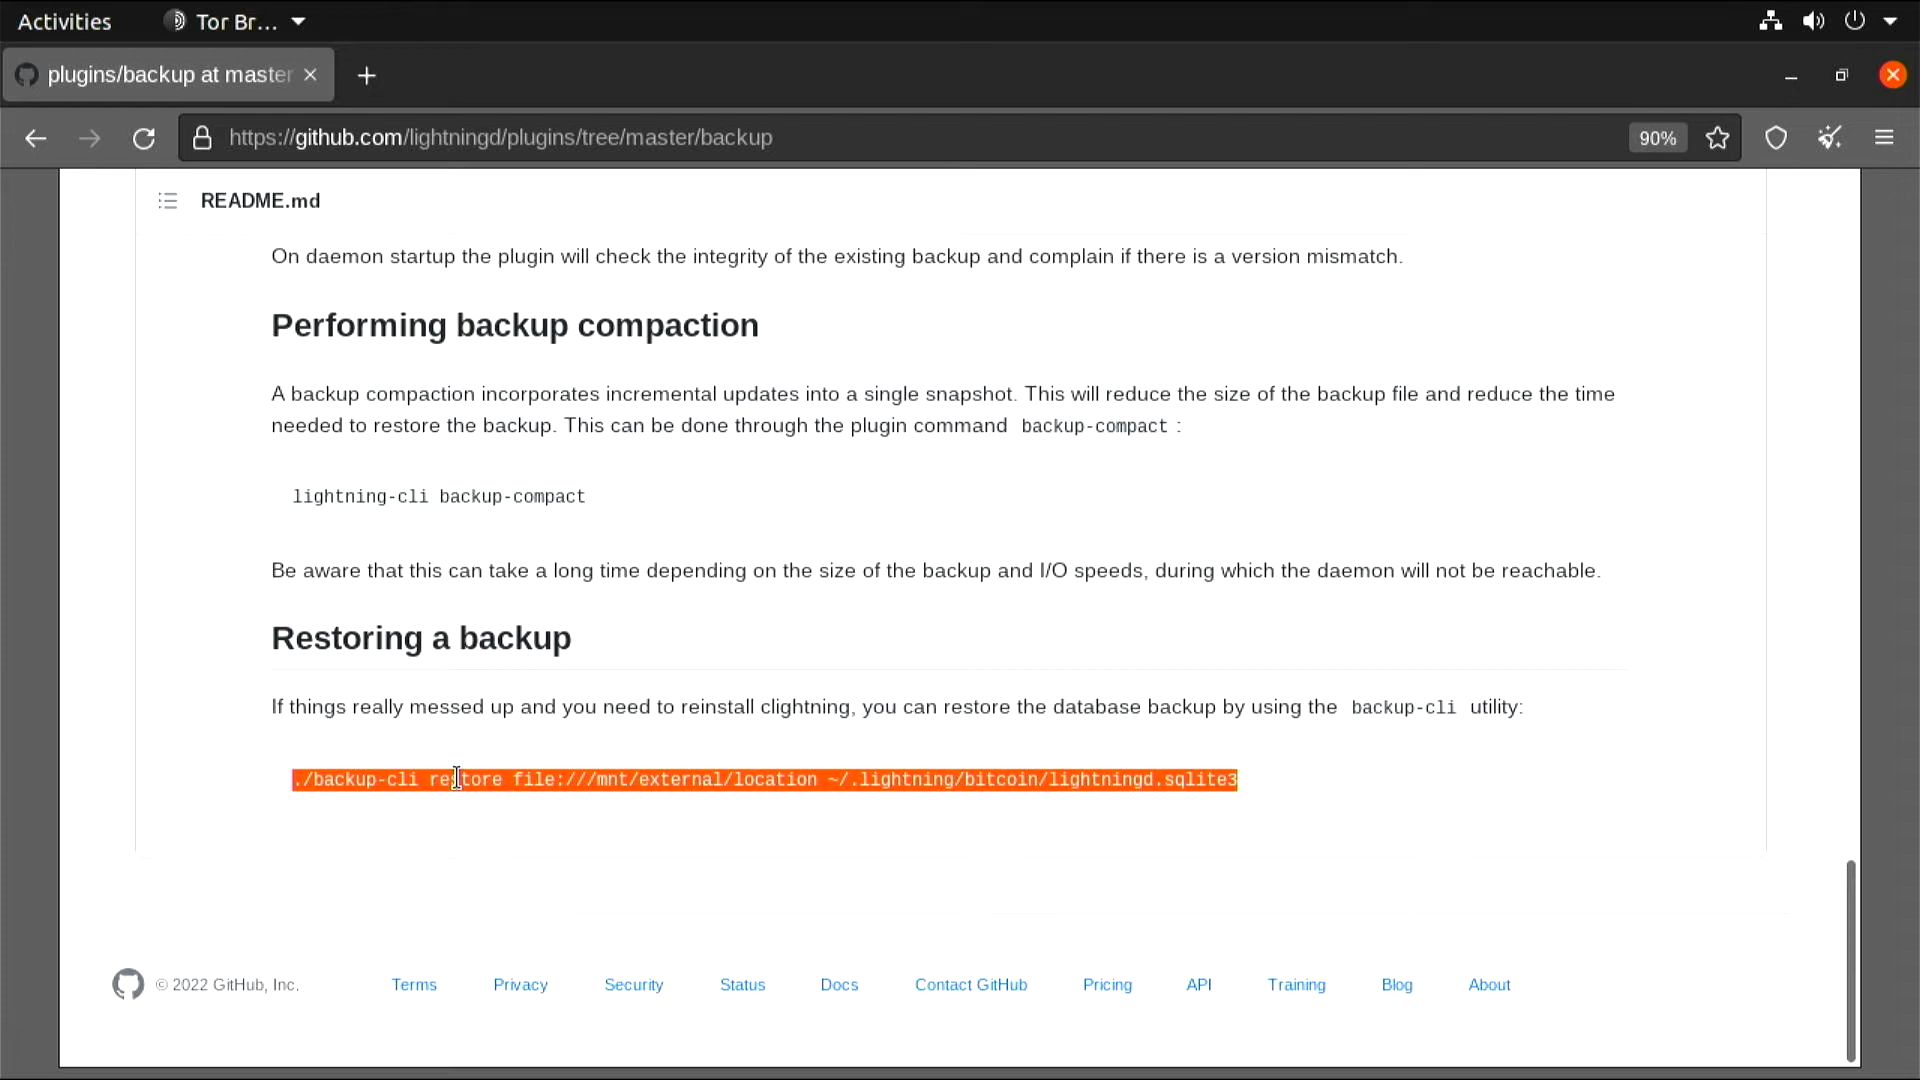 Activities
Tor Br…
plugins/backup at master
https://github.com/lightningd/plugins/tree/master/backup
90%
README.md
On daemon startup the plugin will check the integrity of the existing backup and complain if there is a version mismatch.
Performing backup compaction
A backup compaction incorporates incremental updates into a single snapshot. This will reduce the size of the backup file and reduce the time
needed to restore the backup. This can be done through the plugin command backup-compact :
lightning-cli backup-compact
Be aware that this can take a long time depending on the size of the backup and I/O speeds, during which the daemon will not be reachable.
Restoring a backup
If things really messed up and you need to reinstall clightning, you can restore the database backup by using the backup-cli utility:
./backup-cli restore file:///mnt/external/location ~/.lightning/bitcoin/lightningd.sqlite3
© 2022 GitHub, Inc. Terms Privacy Security Status Docs Contact GitHub Pricing API Training Blog About